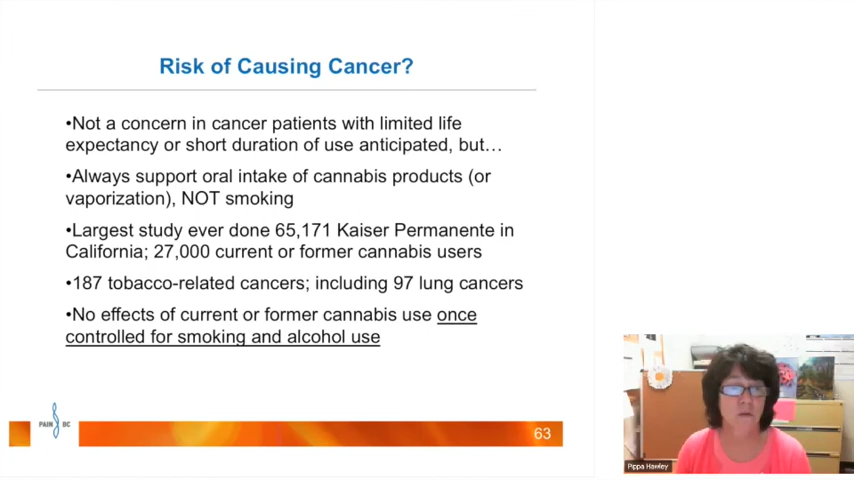 Risk of Causing Cancer?
•Not a concern in cancer patients with limited life
expectancy or short duration of use anticipated, but…
•Always support oral intake of cannabis products (or
vaporization), NOT smoking
•Largest study ever done 65,171 Kaiser Permanente in
California; 27,000 current or former cannabis users
•187 tobacco-related cancers; including 97 lung cancers
•No effects of current or former cannabis use once
controlled for smoking and alcohol use
PAIN BC
63
Pippa Hawley